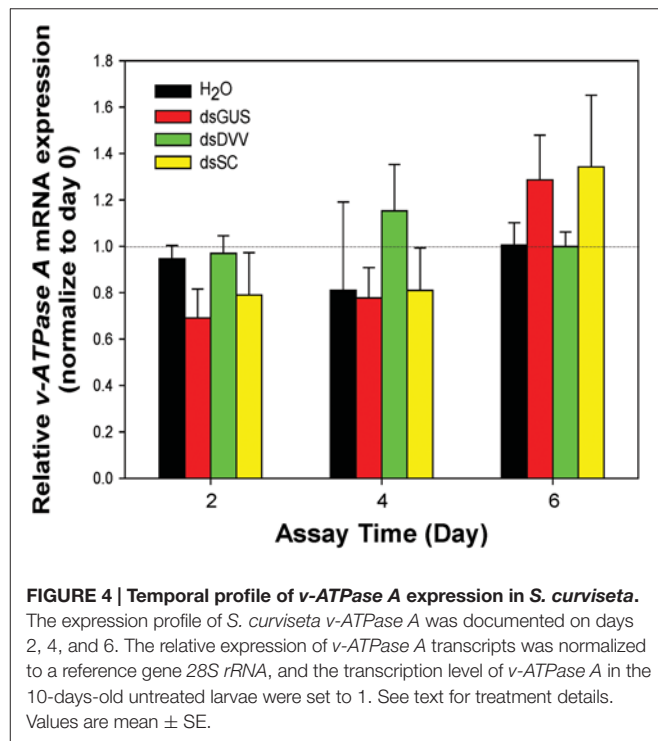 Relative v-ATPase A mRNA expression
(normalize to day 0)
1.8
1.6
1.4
1.2
1.0
0.8
0.6
0.4
0.2
0.0
H₂O
dsGUS
dsDVV
dsSC
2
4
6
Assay Time (Day)
FIGURE 4 | Temporal profile of v-ATPase A expression in S. curviseta.
The expression profile of S. curviseta v-ATPase A was documented on days
2, 4, and 6. The relative expression of v-ATPase A transcripts was normalized
to a reference gene 28S rRNA, and the transcription level of v-ATPase A in the
10-days-old untreated larvae were set to 1. See text for treatment details.
Values are mean ± SE.